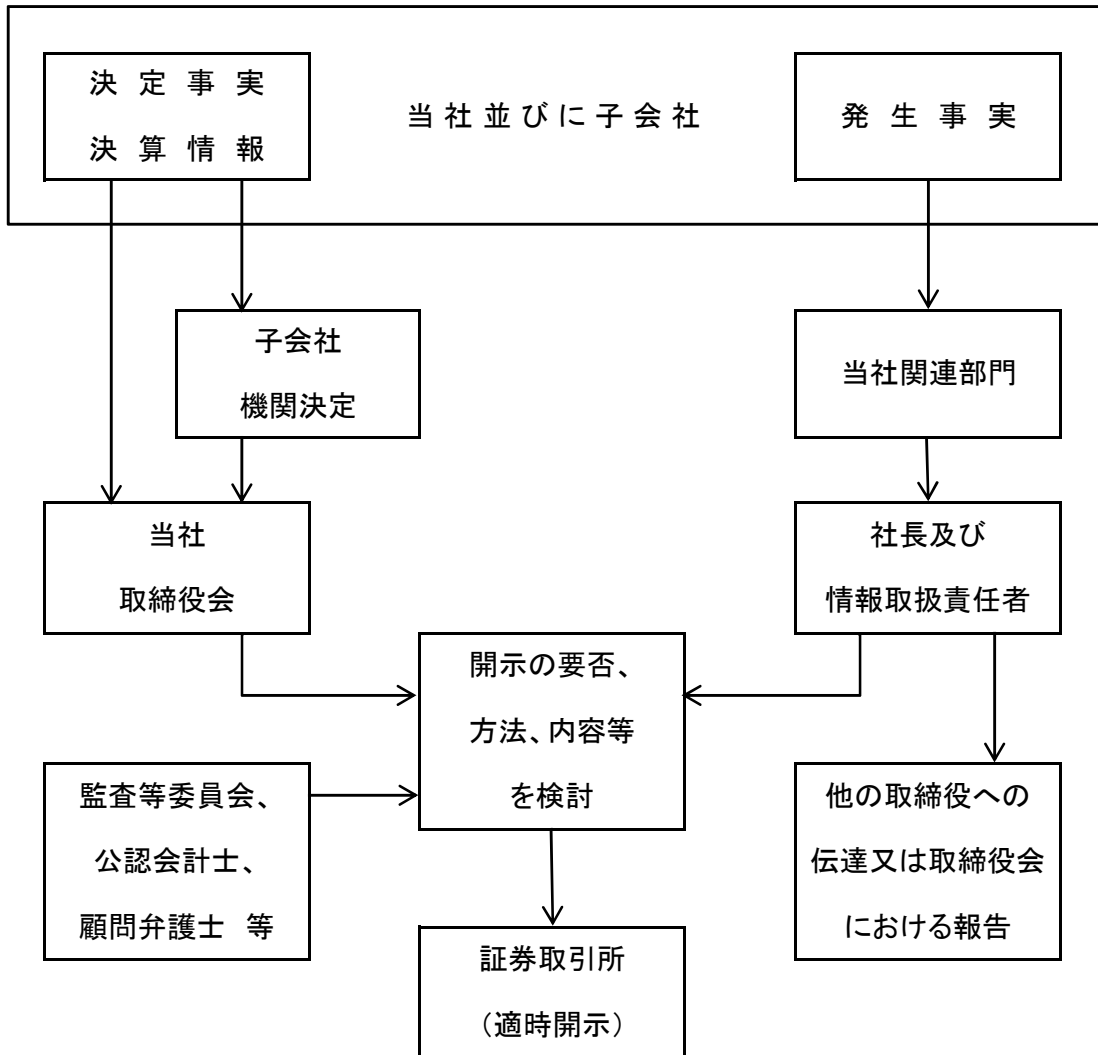 決定事実
決算情報
当社並びに子会社
発生事実
子会社
機関決定
当社関連部門
当社
取締役会
社長及び
情報取扱責任者
開示の要否、
方法、内容等
を検討
監査等委員会、
公認会計士、
顧問弁護士 等
他の取締役への
伝達又は取締役会
における報告
証券取引所
（適時開示）